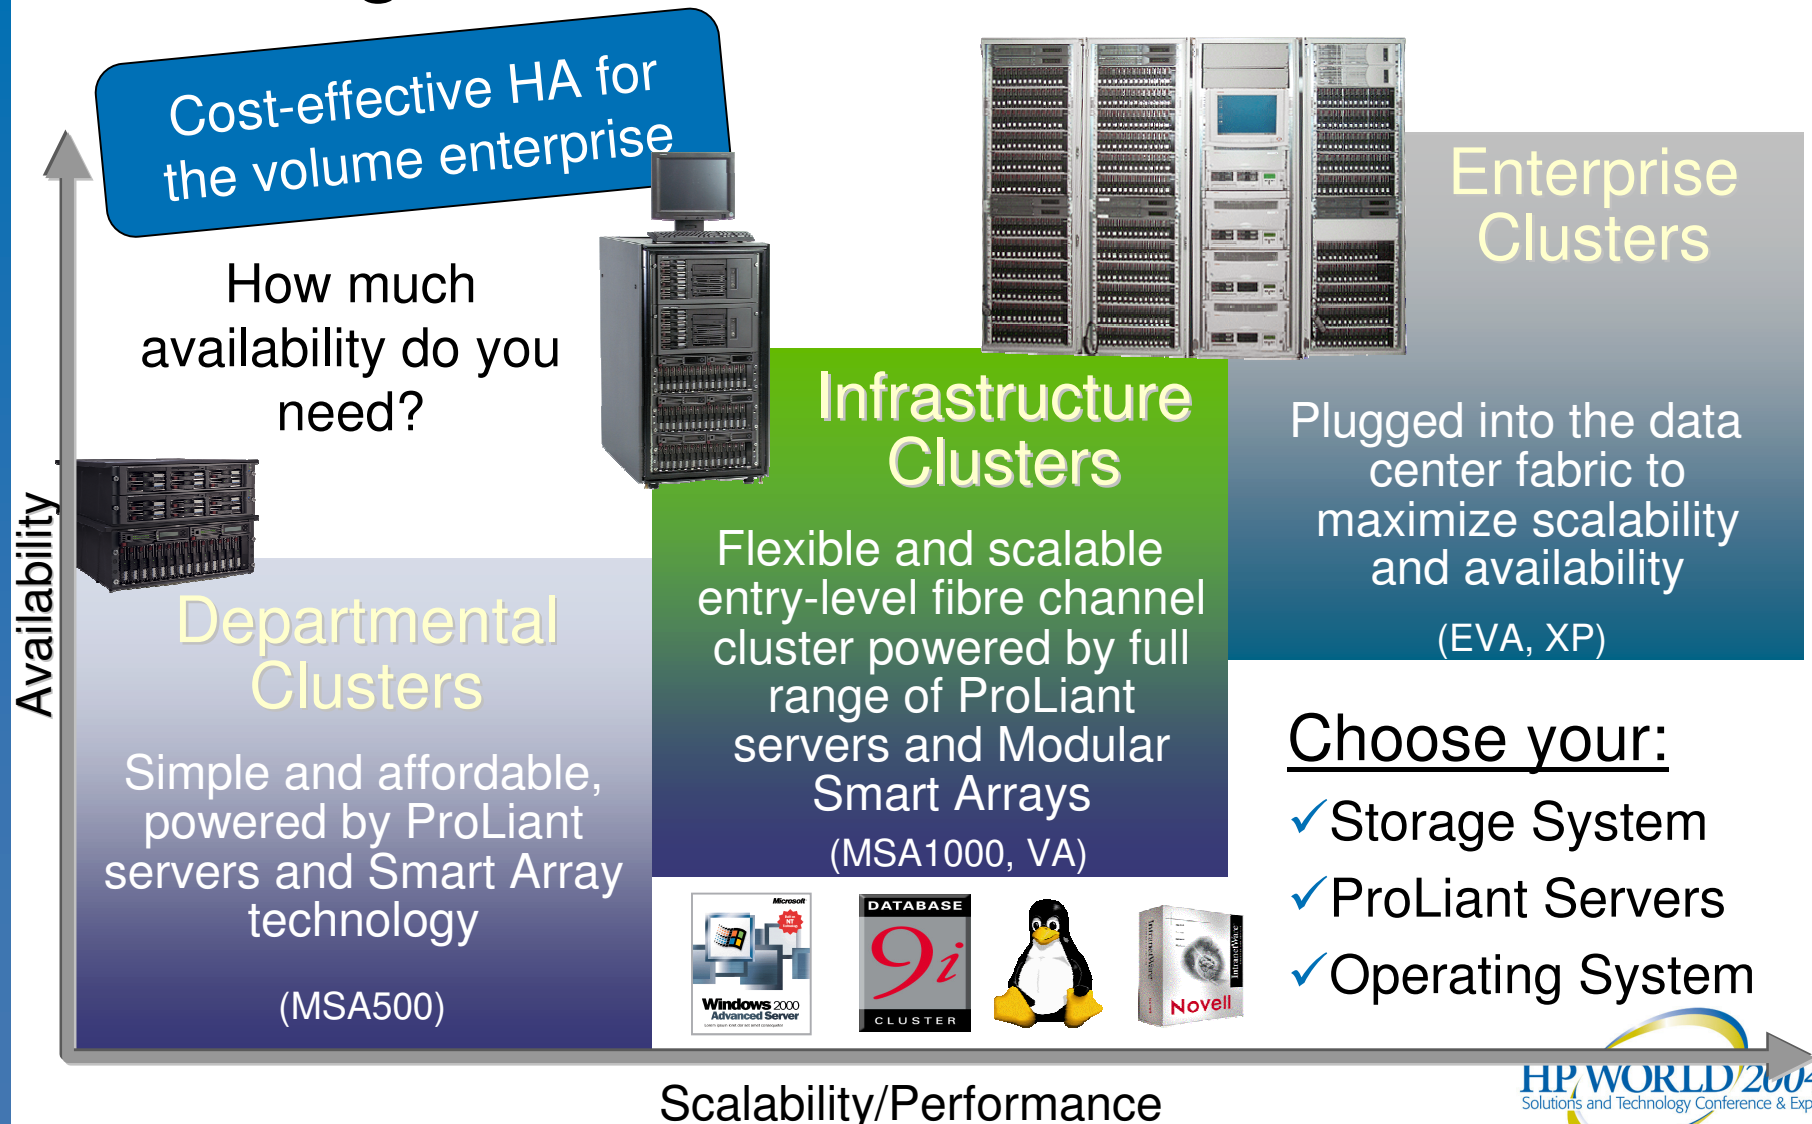 Cost-effective HA for
the volume enterprise
How much
availability do you
need?
Availability
Departmental
Clusters
Simple and affordable,
powered by ProLiant
servers and Smart Array
technology
(MSA500)
Infrastructure
Clusters
Flexible and scalable
entry-level fibre channel
cluster powered by full
range of ProLiant
servers and Modular
Smart Arrays
(MSA1000, VA)
Enterprise
Clusters
Plugged into the data
center fabric to
maximize scalability
and availability
(EVA, XP)
Choose your:
✓Storage System
✓ProLiant Servers
✓Operating System
Microsoft
Windows 2000
Advanced Server
DATABASE
9i
CLUSTER
IntranetWare
Novell
Scalability/Performance
HP WORLD 2004
Solutions and Technology Conference & Exp